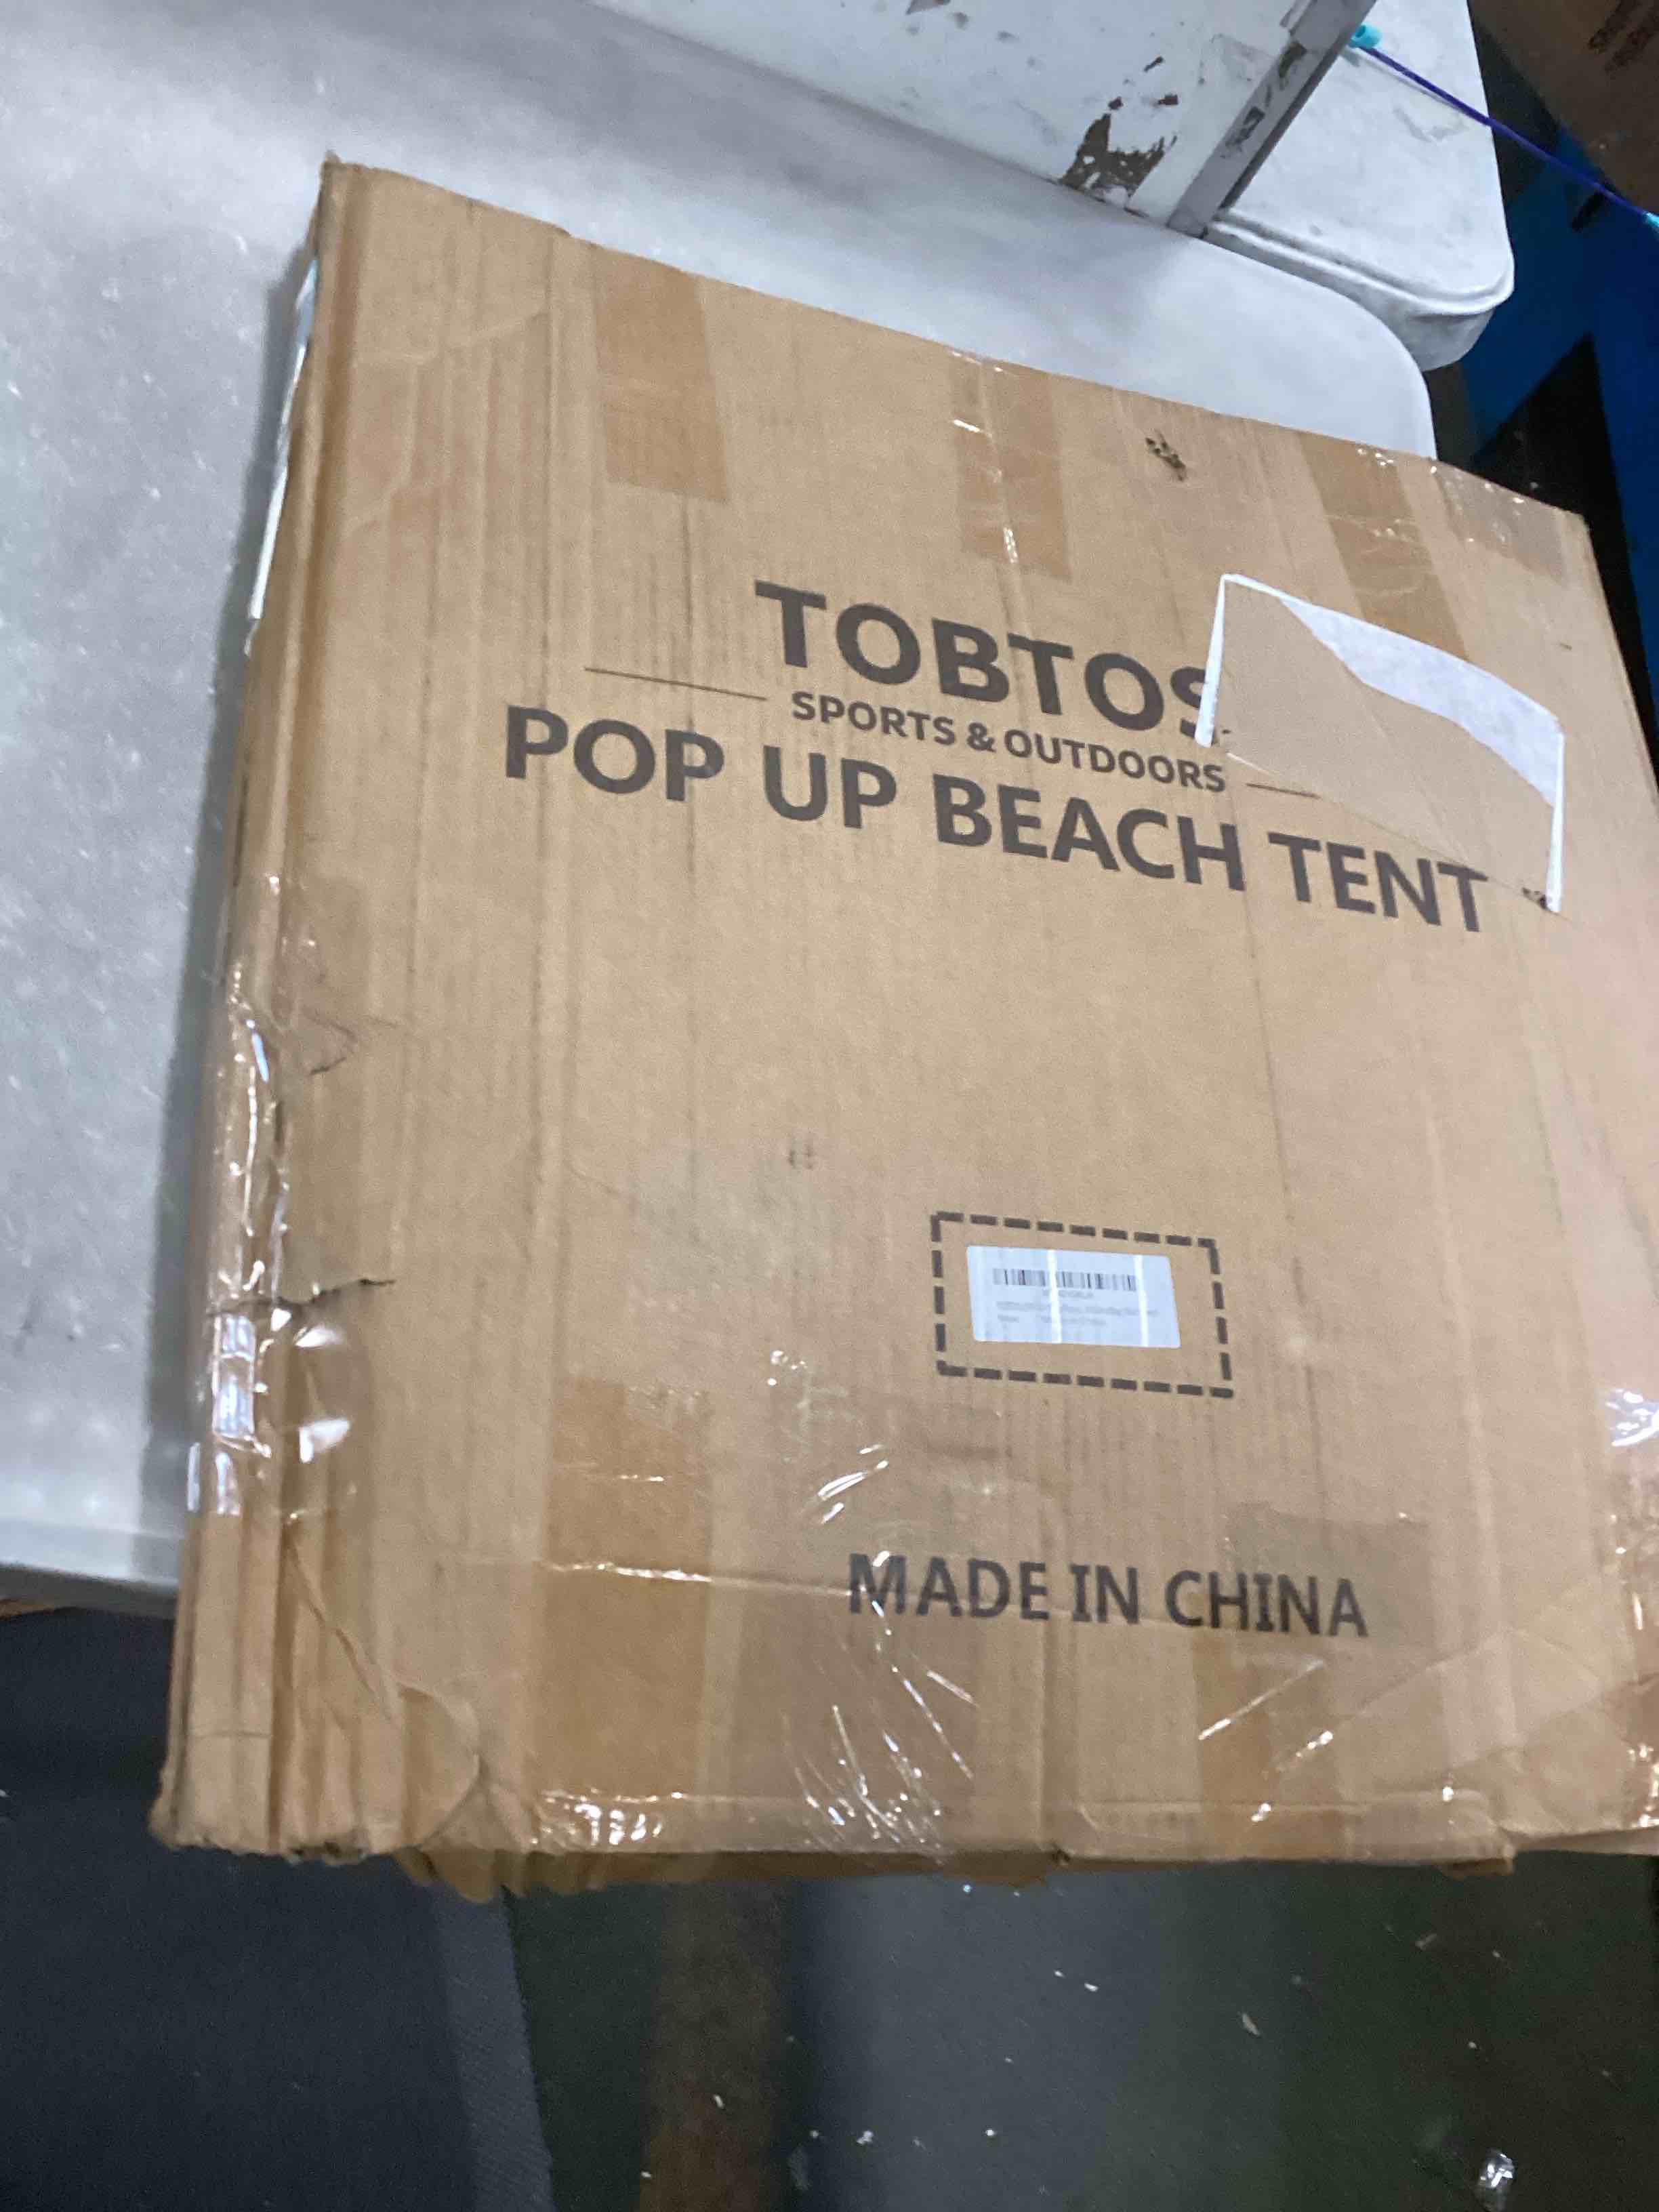 TOBTOS
SPORTS & OUTDOORS
POP UP BEACH TENT
MADE IN CHINA